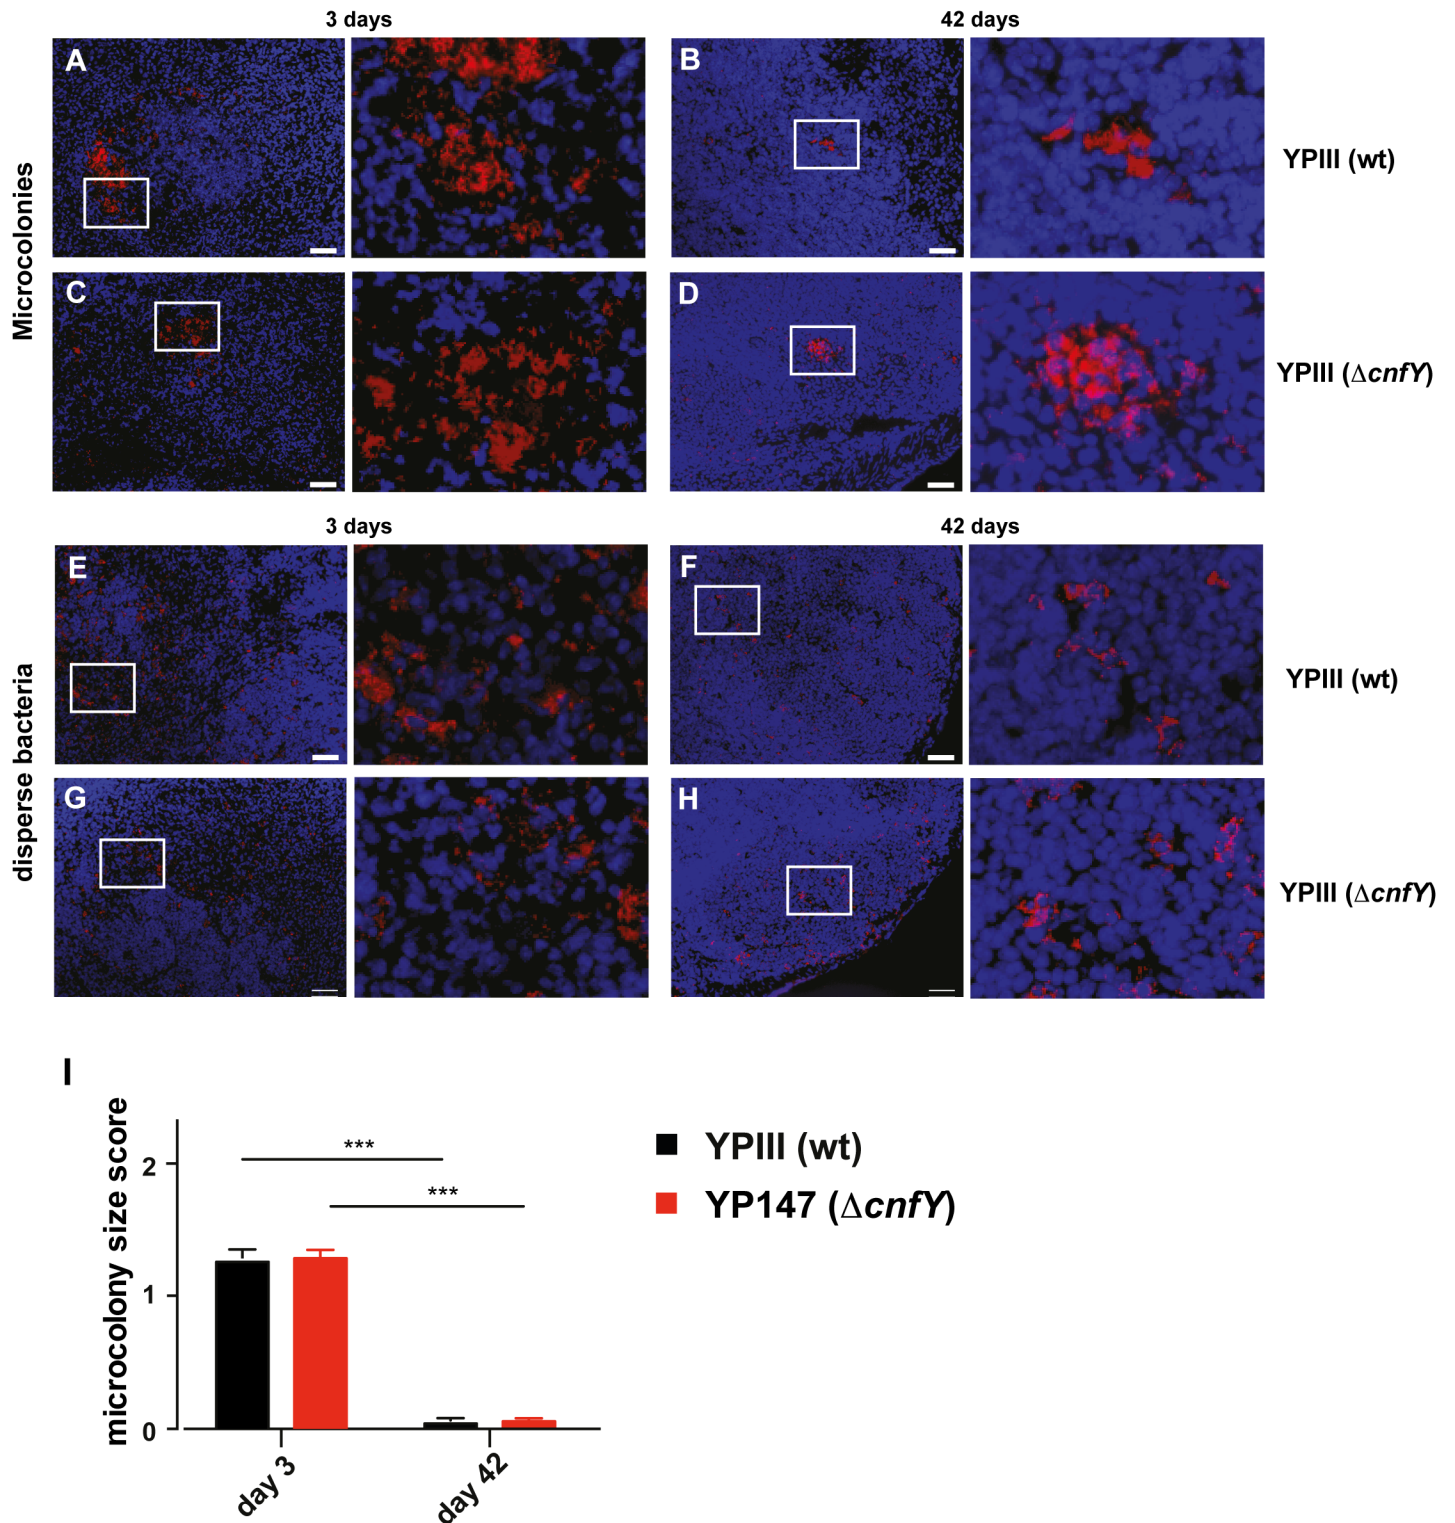 3 days
42 days
A
B
YPIII (wt)
Microcolonies
C
D
YPIII (ΔcnfY)
3 days
42 days
E
F
YPIII (wt)
disperse bacteria
G
H
YPIII (ΔcnfY)
I
microcolony size score
2
1
0
***
***
day 3
day 42
YPIII (wt)
YP147 (ΔcnfY)